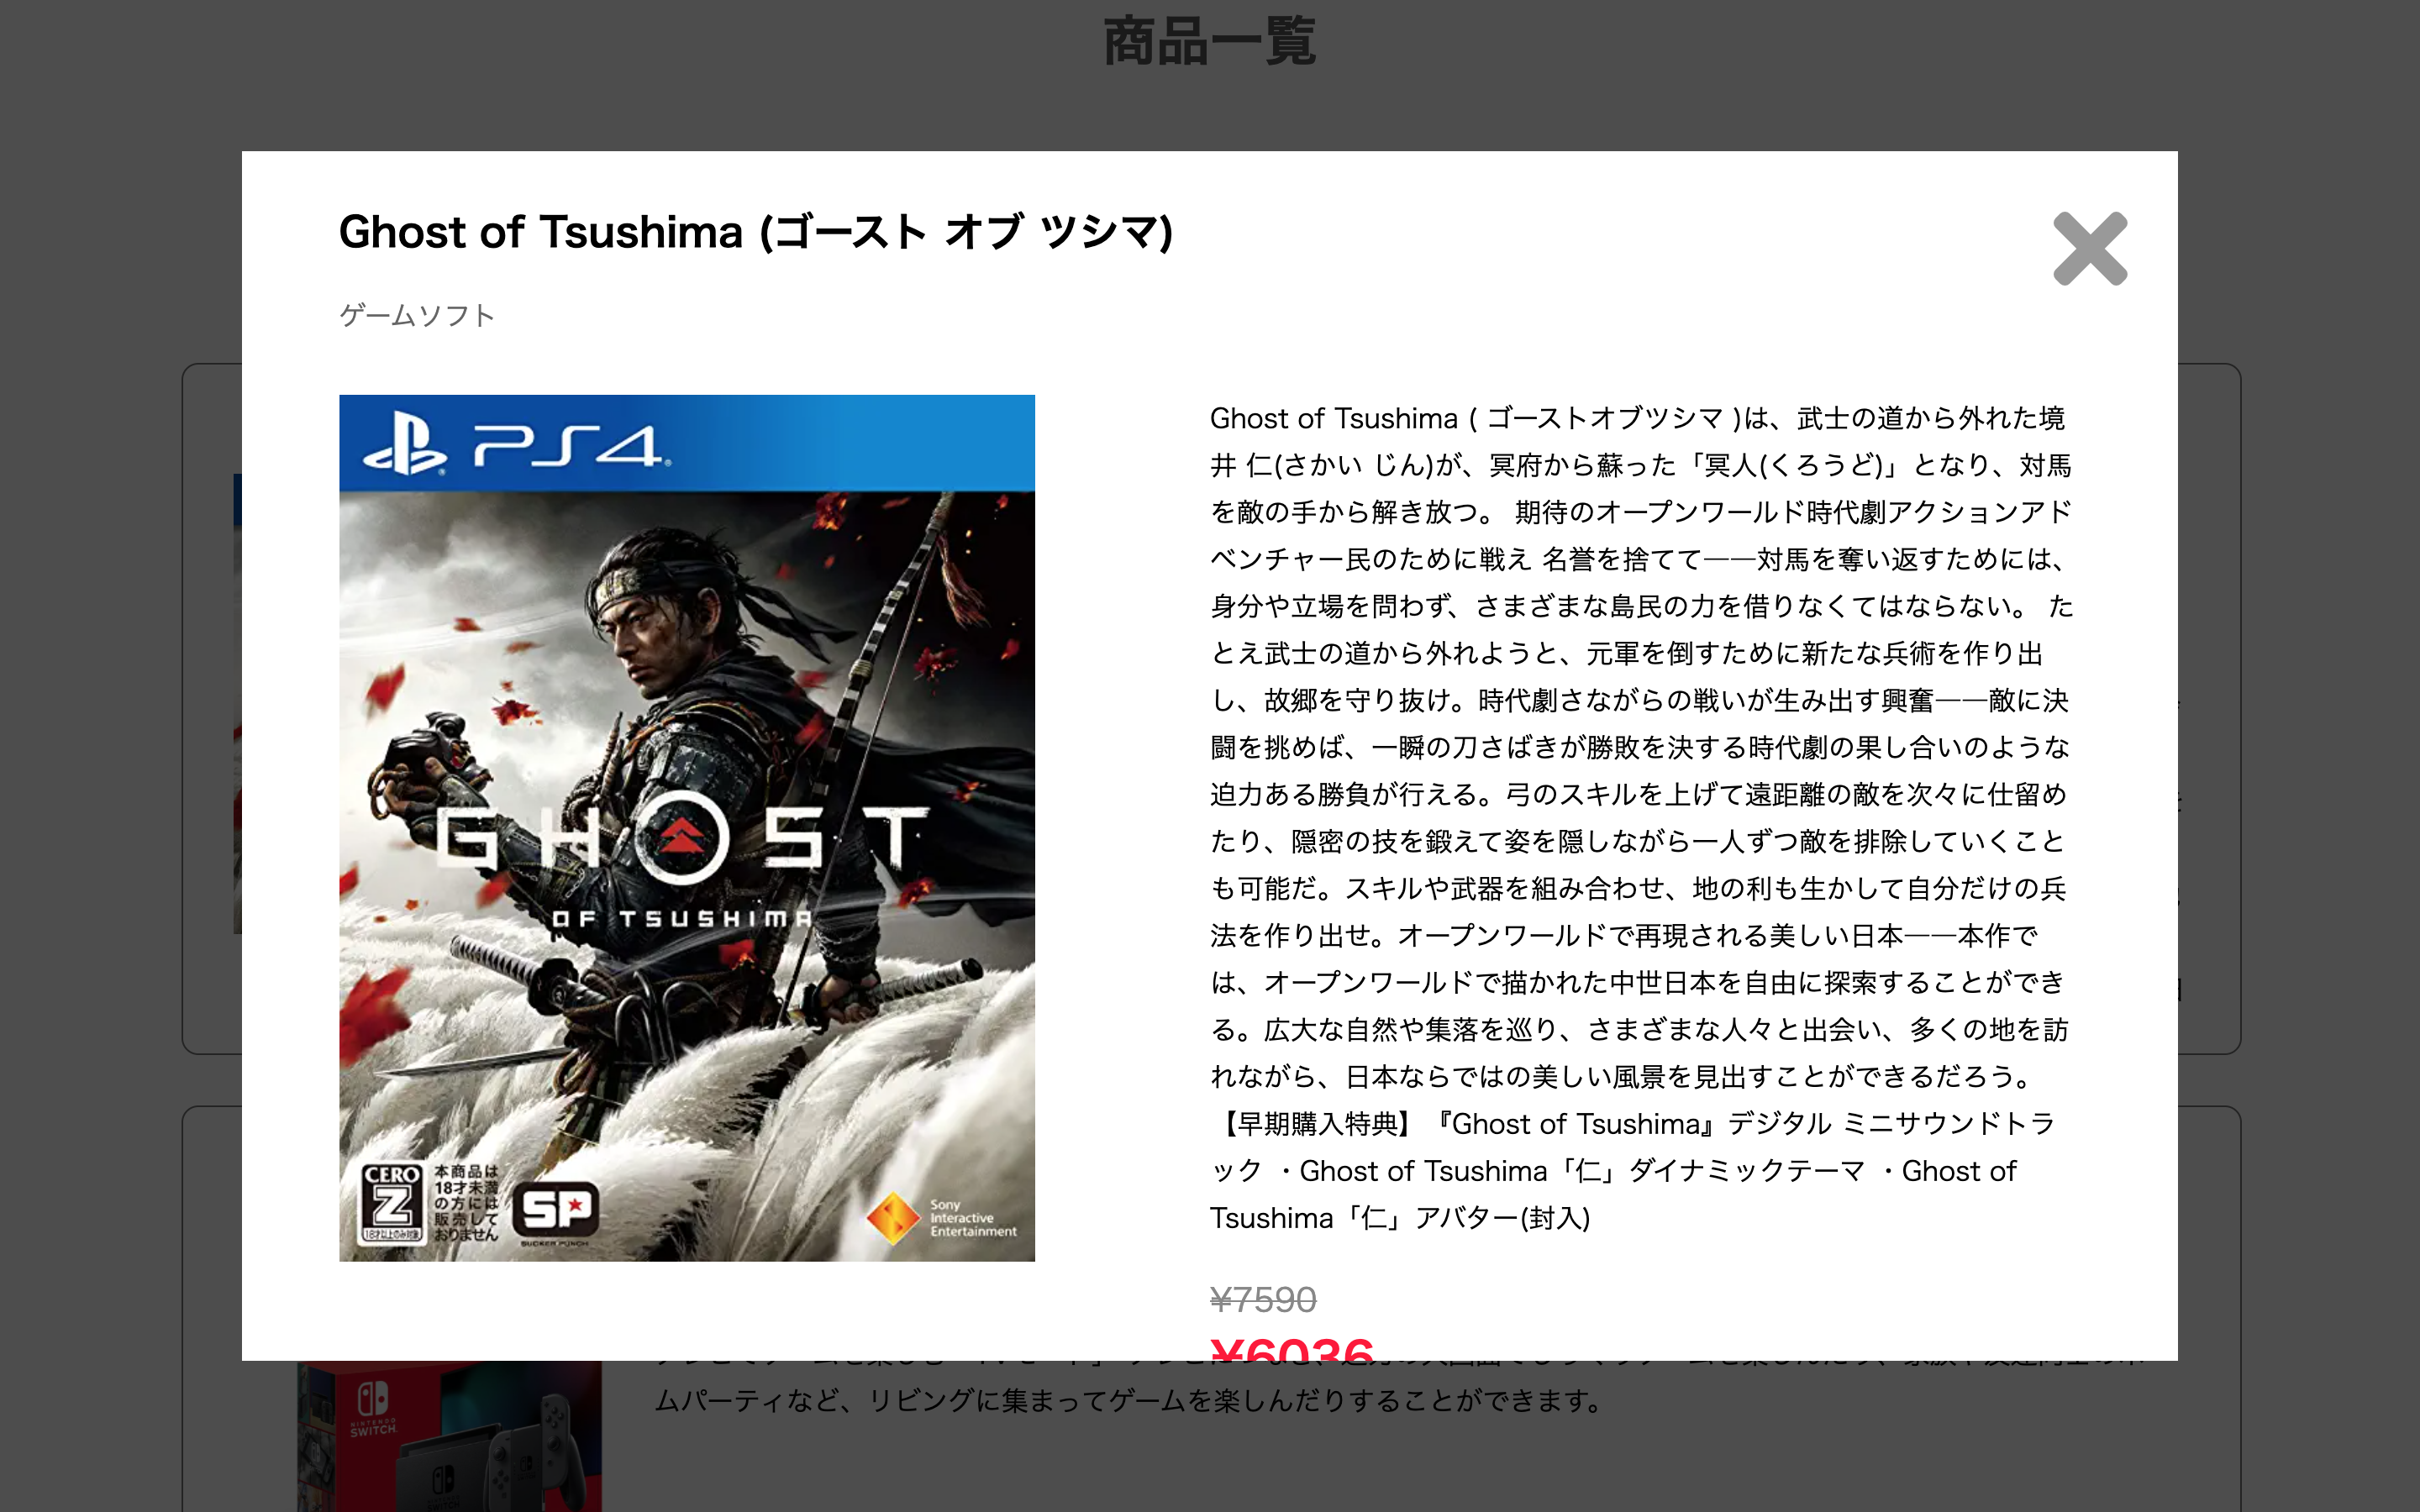 商品一覧
Ghost of Tsushima (ゴースト オブ ツシマ)
ゲームソフト
PS4
GHOST
OF TSUSHIMA
CERO
Z
18才以上のみ対象
本商品は
18才未満
の方には
販売して
おりません
SP
SUCKER PUNCH
Sony
Interactive
Entertainment
Ghost of Tsushima ( ゴーストオブツシマ )は、武士の道から外れた境
井 仁(さかい じん)が、冥府から蘇った「冥人(くろうど)」となり、対馬
を敵の手から解き放つ。 期待のオープンワールド時代劇アクションアド
ベンチャー民のために戦え 名誉を捨てて――対馬を奪い返すためには、
身分や立場を問わず、さまざまな島民の力を借りなくてはならない。 た
とえ武士の道から外れようと、元軍を倒すために新たな兵術を作り出
し、故郷を守り抜け。時代劇さながらの戦いが生み出す興奮――敵に決
闘を挑めば、一瞬の刀さばきが勝敗を決する時代劇の果し合いのような
迫力ある勝負が行える。弓のスキルを上げて遠距離の敵を次々に仕留め
たり、隠密の技を鍛えて姿を隠しながら一人ずつ敵を排除していくこと
も可能だ。スキルや武器を組み合わせ、地の利も生かして自分だけの兵
法を作り出せ。オープンワールドで再現される美しい日本――本作で
は、オープンワールドで描かれた中世日本を自由に探索することができ
る。広大な自然や集落を巡り、さまざまな人々と出会い、多くの地を訪
れながら、日本ならではの美しい風景を見出すことができるだろう。
【早期購入特典】『Ghost of Tsushima』デジタル ミニサウンドトラ
ック ・Ghost of Tsushima「仁」ダイナミックテーマ ・Ghost of
Tsushima「仁」アバター(封入)
¥7590
¥6036
ムパーティなど、リビングに集まってゲームを楽しんだりすることができます。
NINTENDO
SWITCH